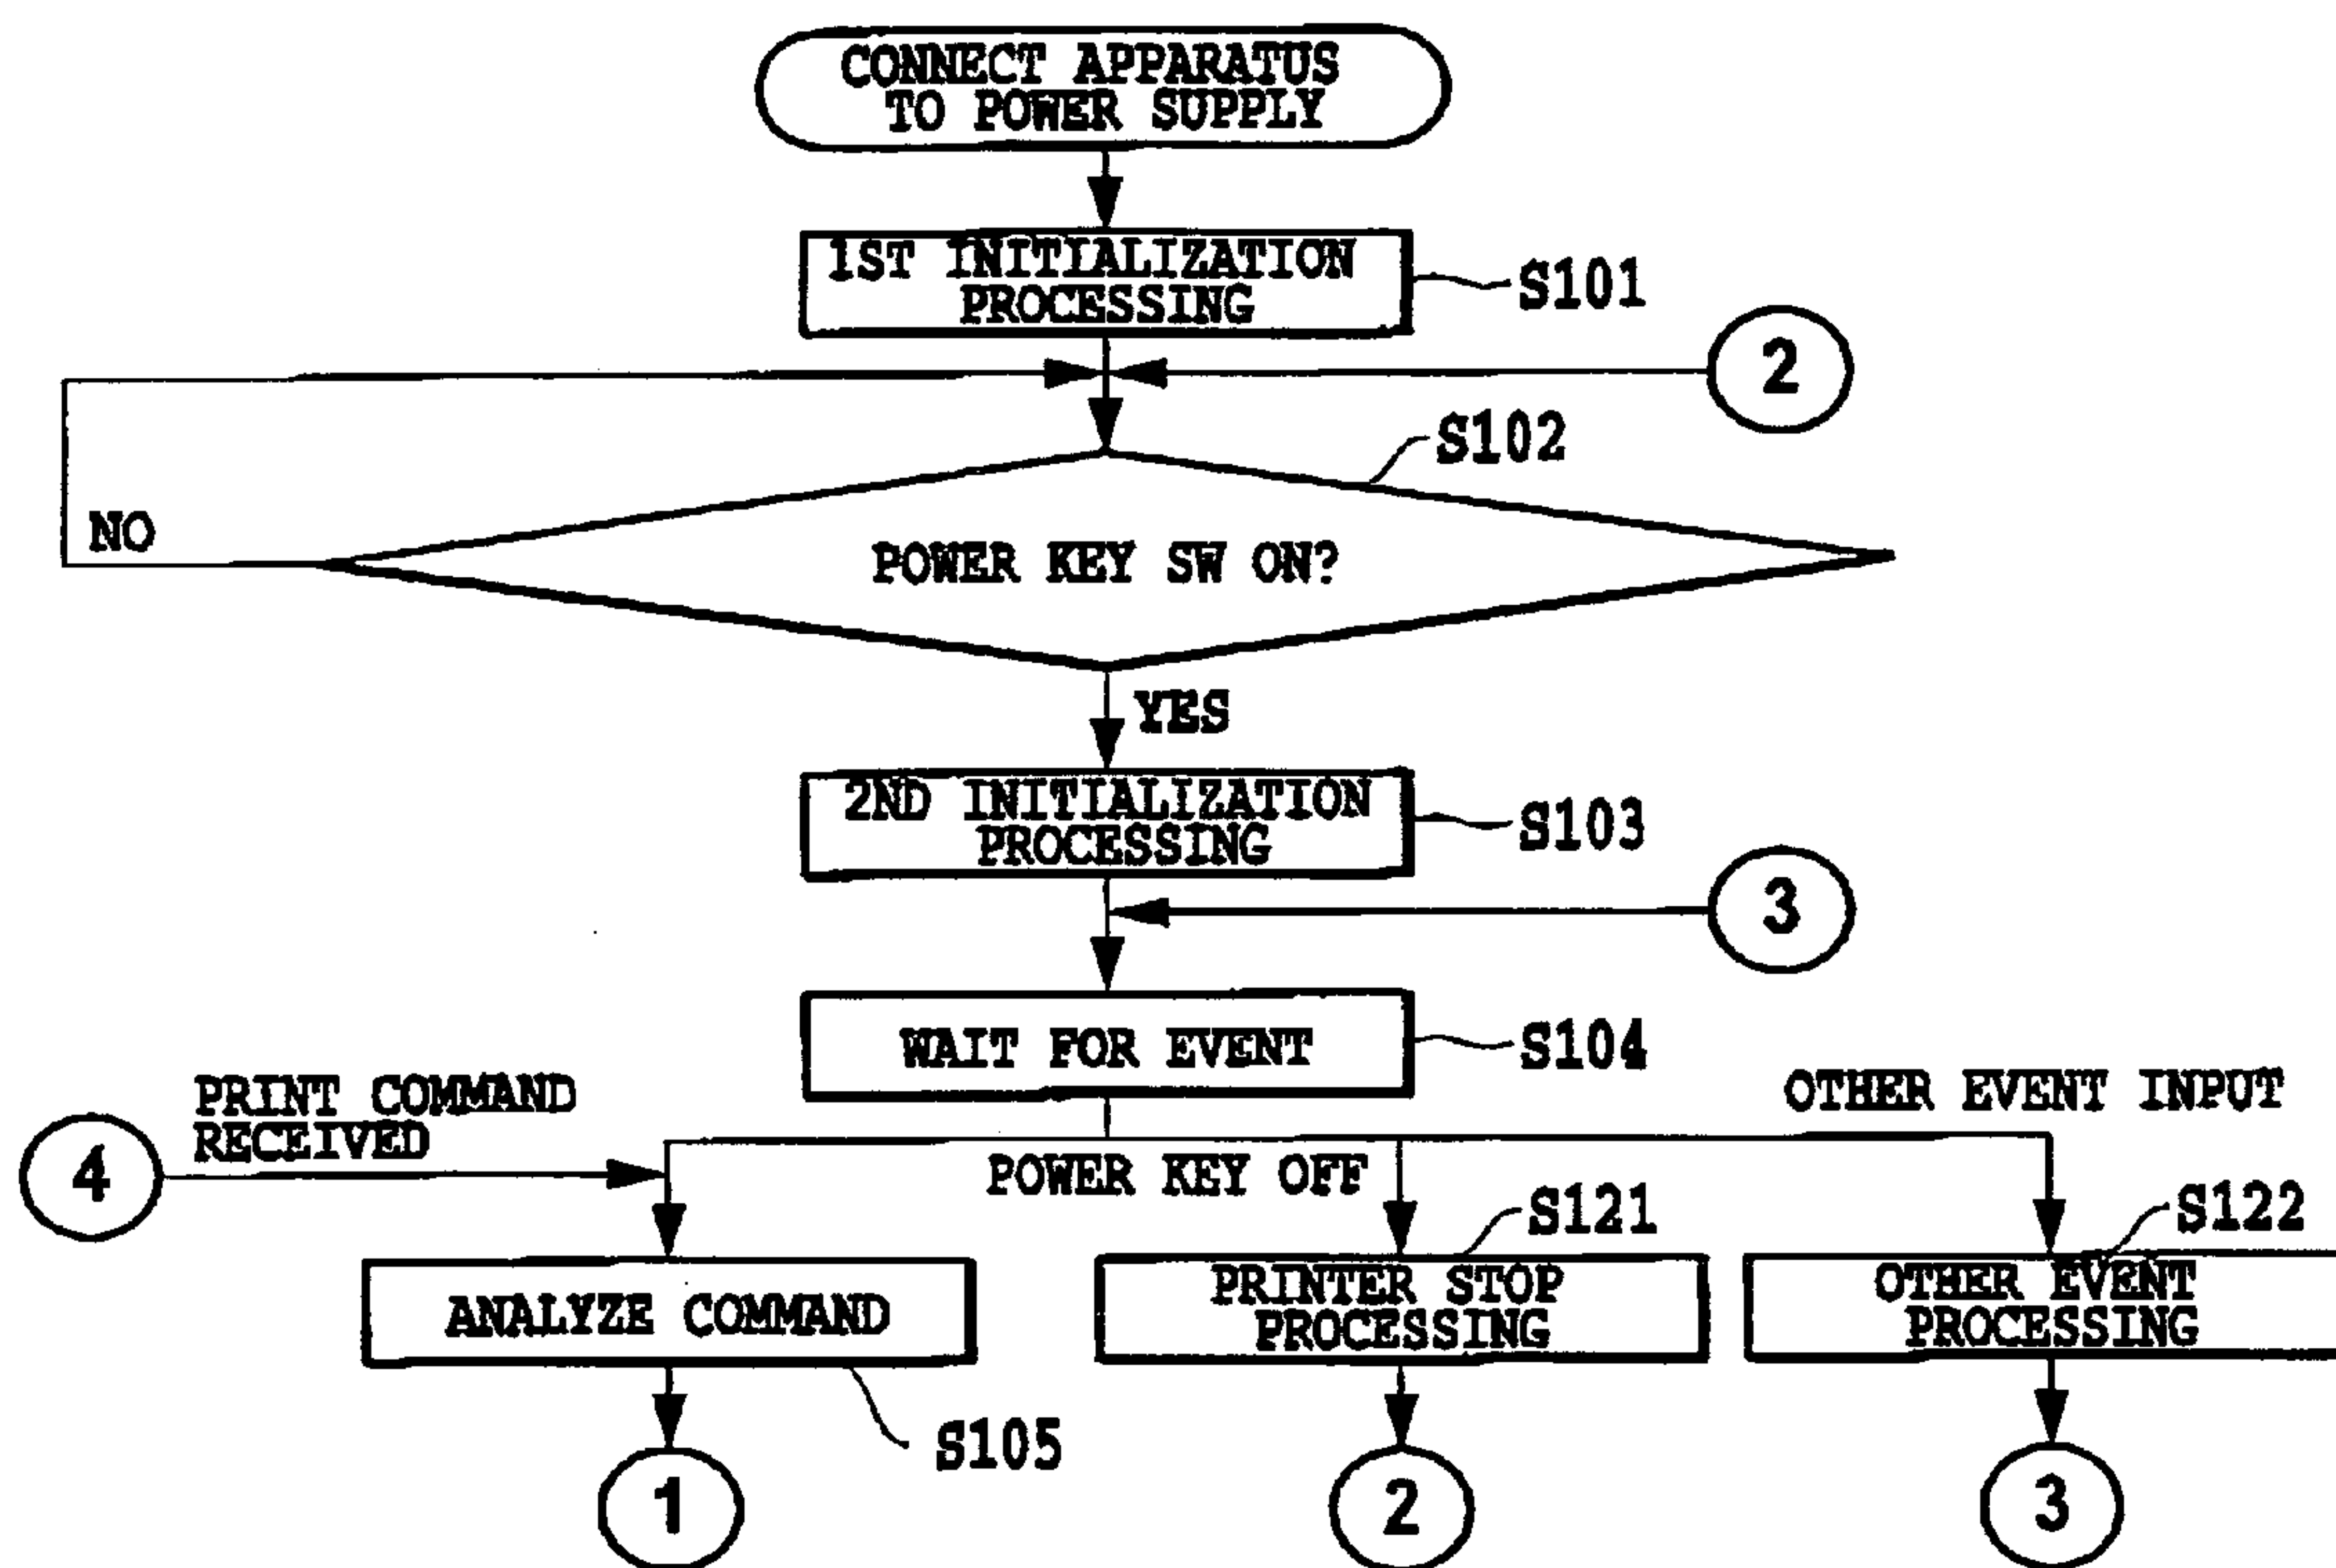 CONNECT APPARATUS
TO POWER SUPPLY
1ST INITIALIZATION
PROCESSING
S101
2
S102
NO
POWER KEY SW ON?
YES
2ND INITIALIZATION
PROCESSING
S103
3
WAIT FOR EVENT
S104
PRINT COMMAND
RECEIVED
OTHER EVENT INPUT
4
POWER KEY OFF
S121
S122
ANALYZE COMMAND
PRINTER STOP
PROCESSING
OTHER EVENT
PROCESSING
S105
1
2
3